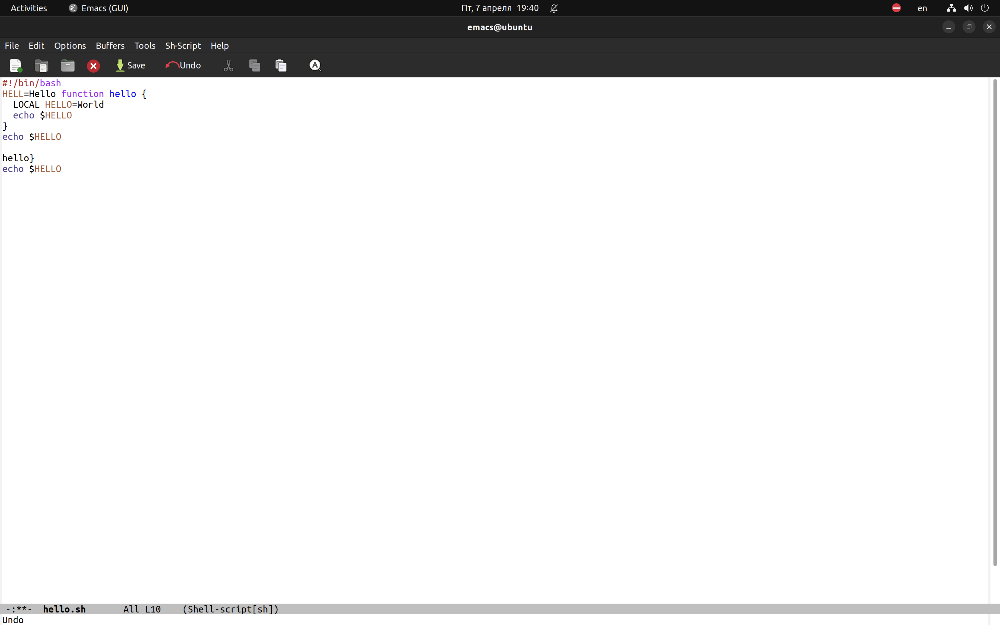 Activities Emacs (GUI) Пт, 7 апреля 19:40 en
emacs@ubuntu
File Edit Options Buffers Tools Sh-Script Help
Save Undo
#!/bin/bash
HELL=Hello function hello {
  LOCAL HELLO=World
  echo $HELLO
}
echo $HELLO
hello}
echo $HELLO
-:**-  hello.sh       All L10    (Shell-script[sh])
Undo